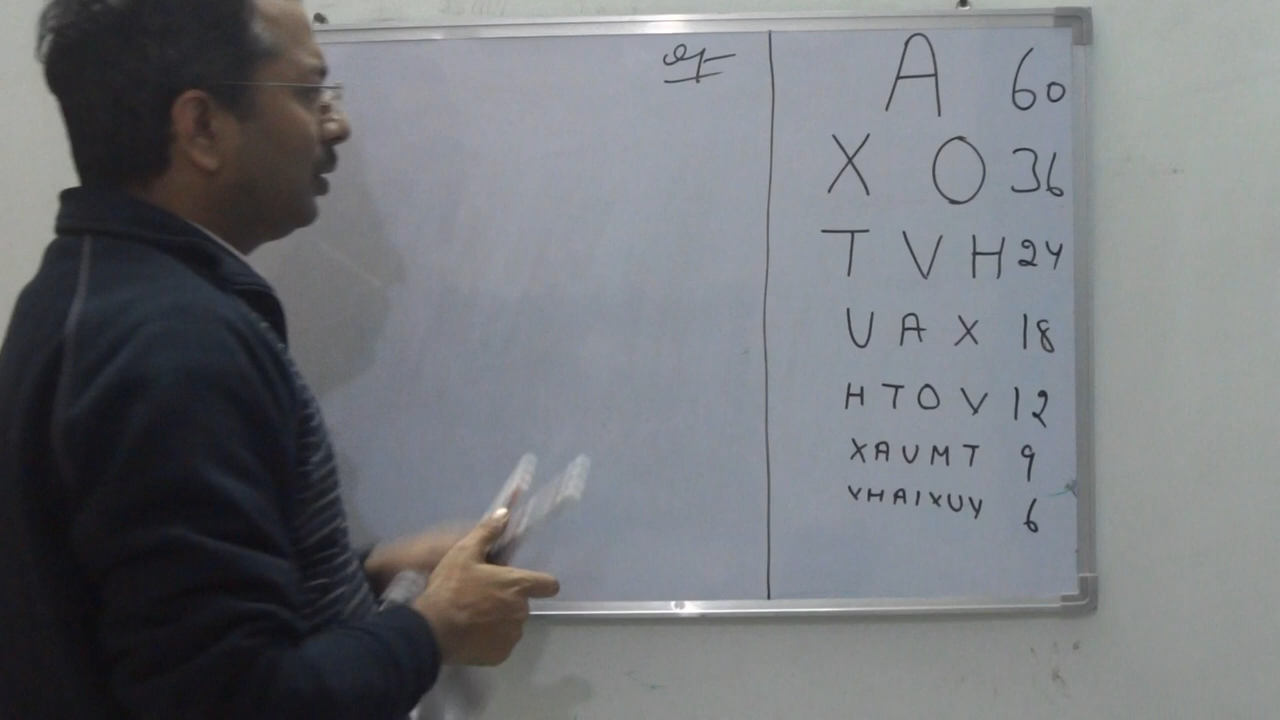 A 60
X O 36
T V H 24
U A X 18
H T O V 12
X A U M T 9
V H A I X U Y 6